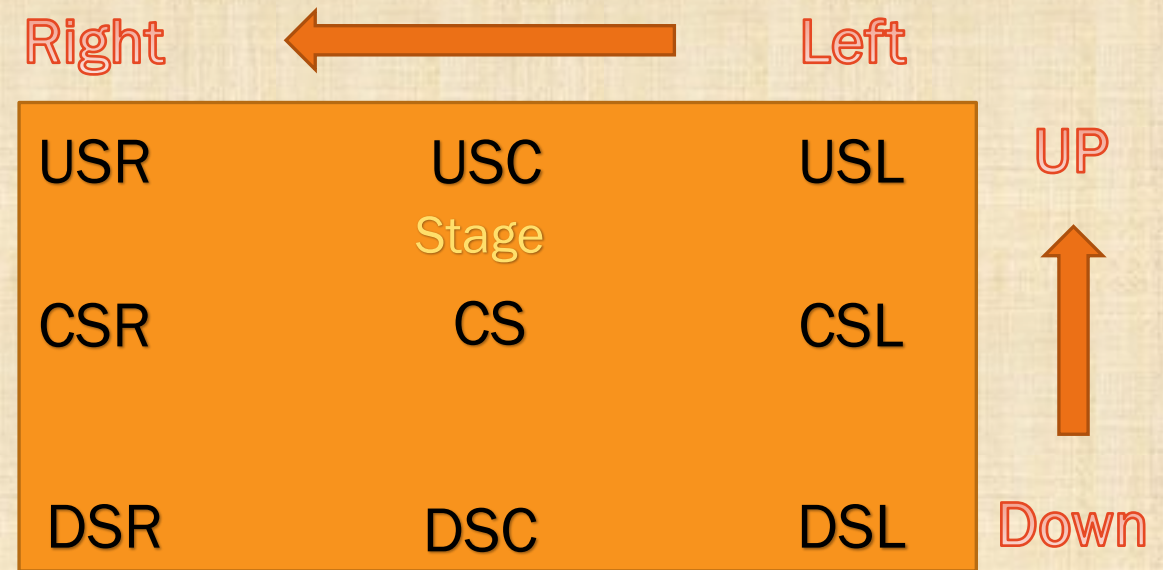 Right Left
USR USC USL UP
Stage
CSR CS CSL
DSR DSC DSL Down